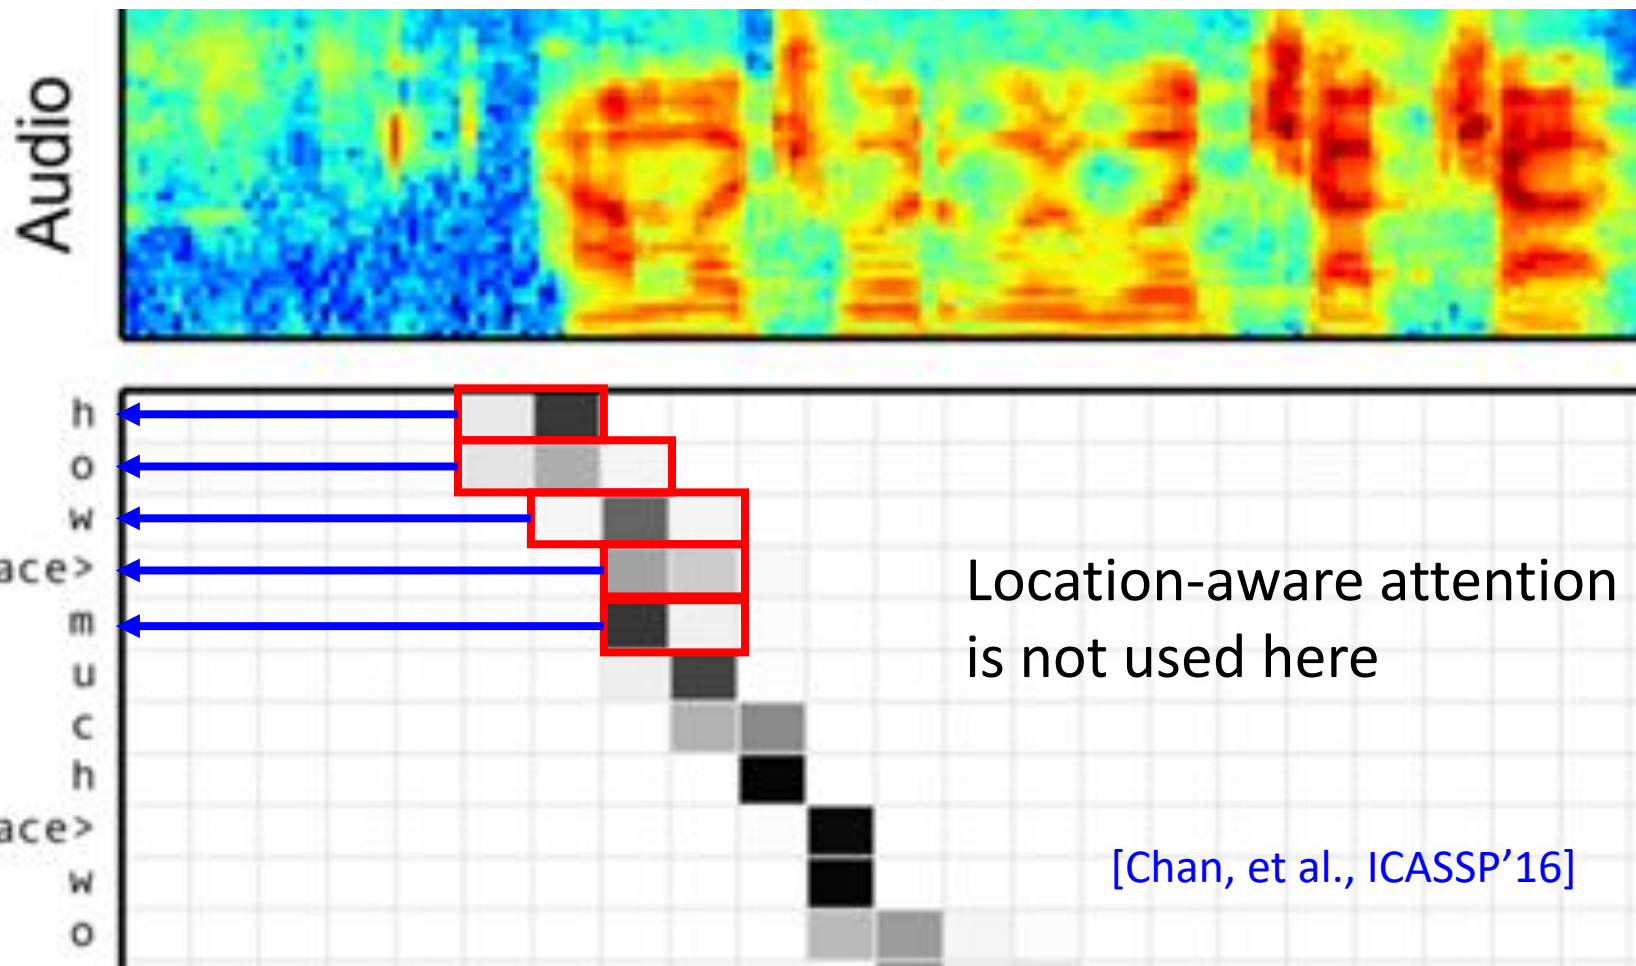 Audio
h
o
w
ace>
m
u
c
h
ace>
w
o
Location-aware attention
is not used here
[Chan, et al., ICASSP’16]